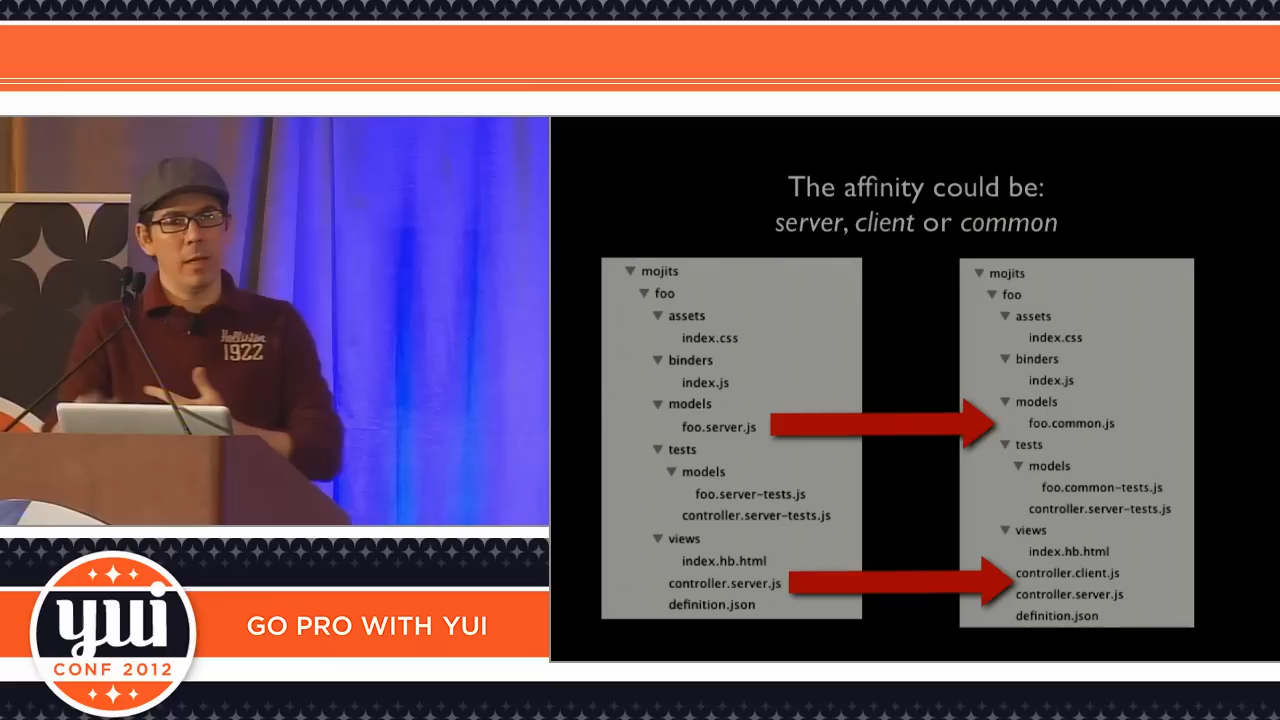 Hollister
1922
The affinity could be:
server, client or common
mojits
foo
assets
index.css
binders
index.js
models
foo.server.js
tests
models
foo.server-tests.js
controller.server-tests.js
views
index.hb.html
controller.server.js
definition.json
mojits
foo
assets
index.css
binders
index.js
models
foo.common.js
tests
models
foo.common-tests.js
controller.server-tests.js
views
index.hb.html
controller.client.js
controller.server.js
definition.json
yui
CONF 2012
GO PRO WITH YUI